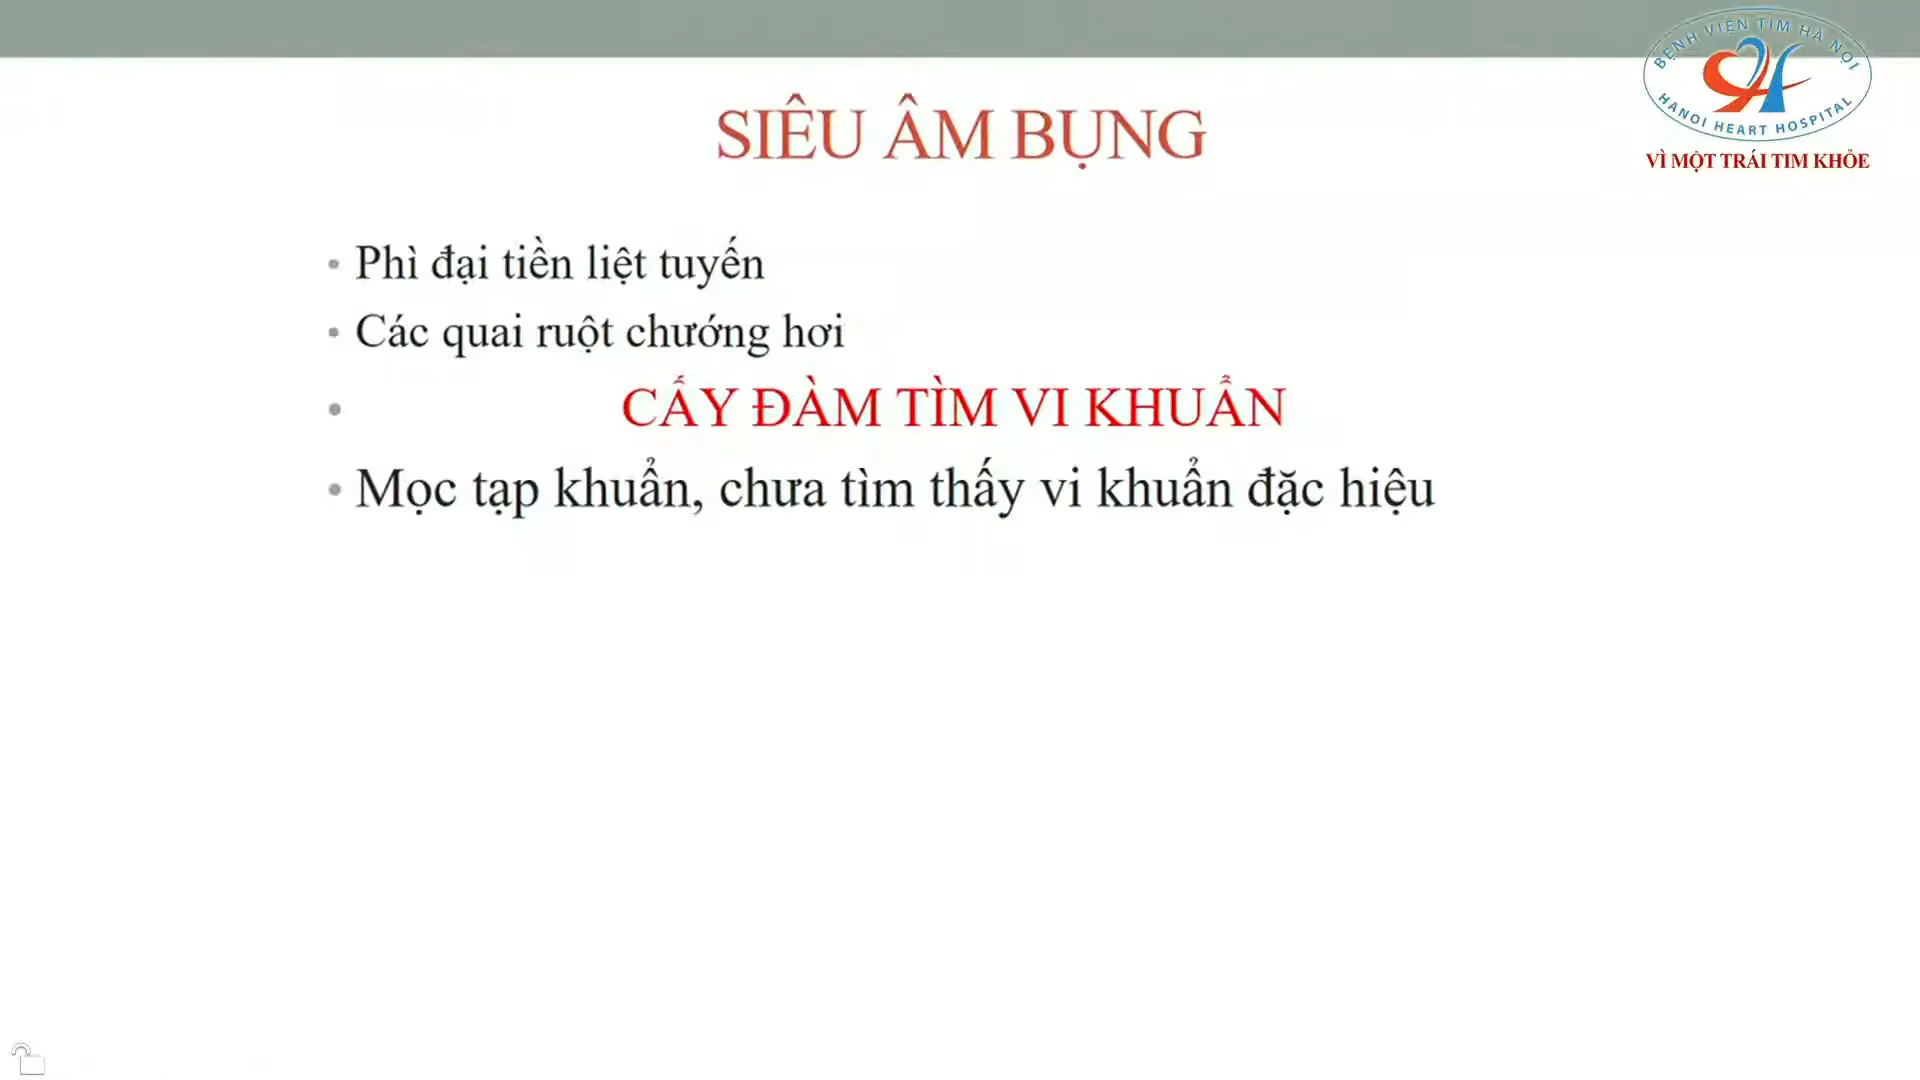 BỆNH VIỆN TIM HÀ NỘI
HANOI HEART HOSPITAL
VÌ MỘT TRÁI TIM KHỎE
SIÊU ÂM BỤNG
• Phì đại tiền liệt tuyến
• Các quai ruột chướng hơi
• CẤY ĐÀM TÌM VI KHUẨN
• Mọc tạp khuẩn, chưa tìm thấy vi khuẩn đặc hiệu